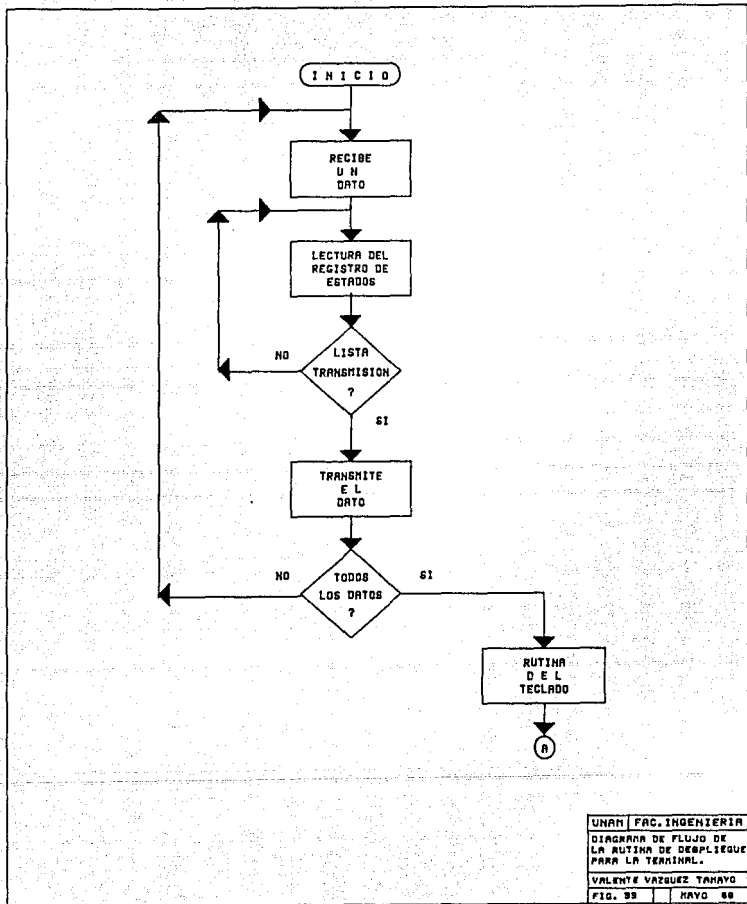 I N I C I O
RECIBE
U N
DATO
LECTURA DEL
REGISTRO DE
ESTADOS
NO
LISTA
TRANSMISION
?
SI
TRANSMITE
E L
DATO
NO
TODOS
LOS DATOS
?
SI
RUTINA
D E L
TECLADO
A
UNAM FAC. INGENIERIA
DIAGRAMA DE FLUJO DE
LA RUTINA DE DESPLIEGUE
PARA LA TERMINAL.
VALENTE VAZQUEZ TAMAYO
FIG. MAYO